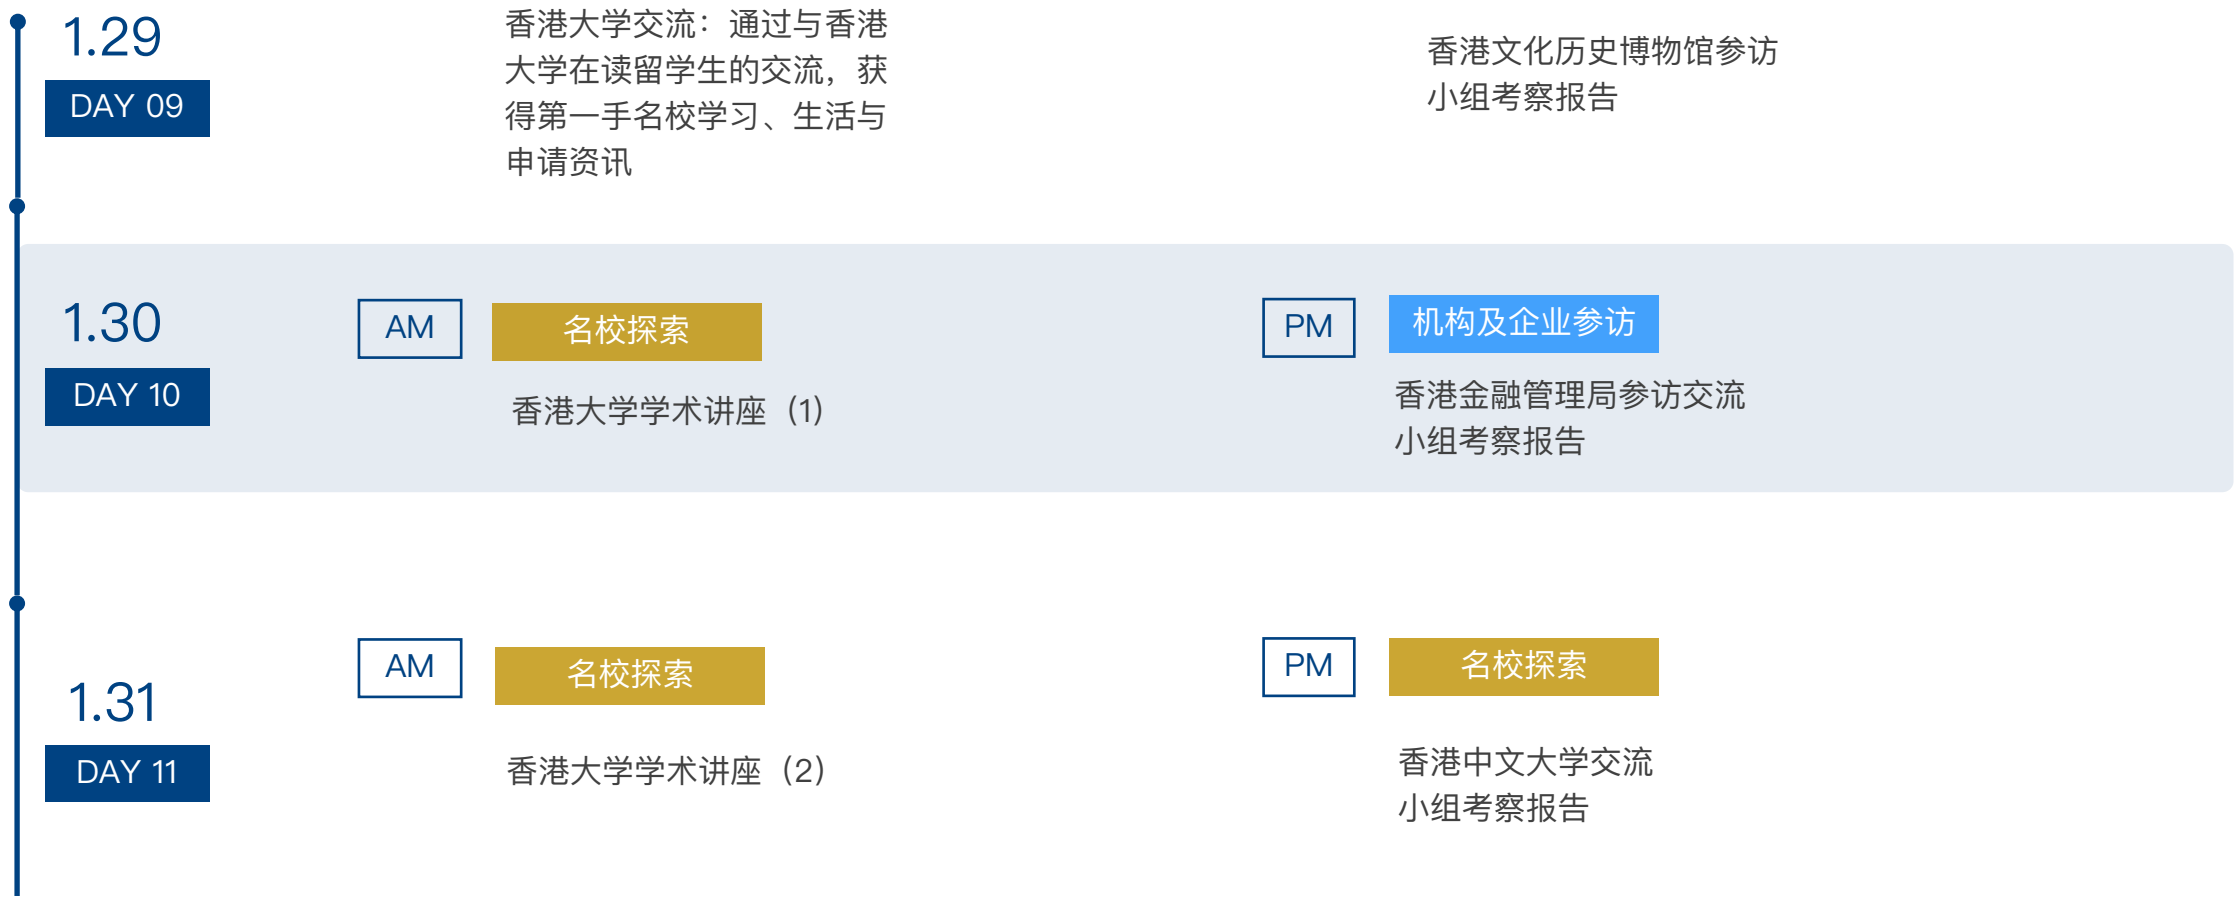 1.29
DAY 09
香港大学交流：通过与香港
大学在读留学生的交流，获
得第一手名校学习、生活与
申请资讯
香港文化历史博物馆参访
小组考察报告
1.30
DAY 10
AM
名校探索
香港大学学术讲座（1）
PM
机构及企业参访
香港金融管理局参访交流
小组考察报告
1.31
DAY 11
AM
名校探索
香港大学学术讲座（2）
PM
名校探索
香港中文大学交流
小组考察报告